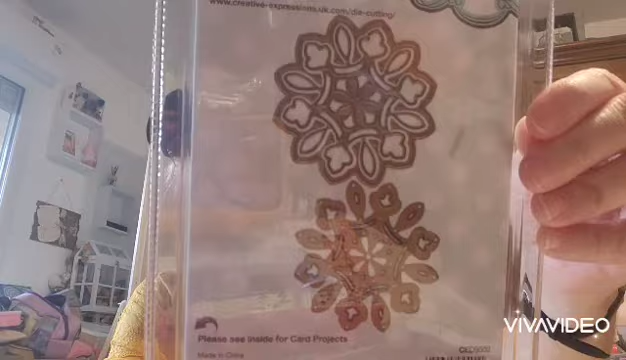 www.creative-expressions.uk.com/die-cutting/
Please see inside for Card Projects
Made in China
VIVAVIDEO